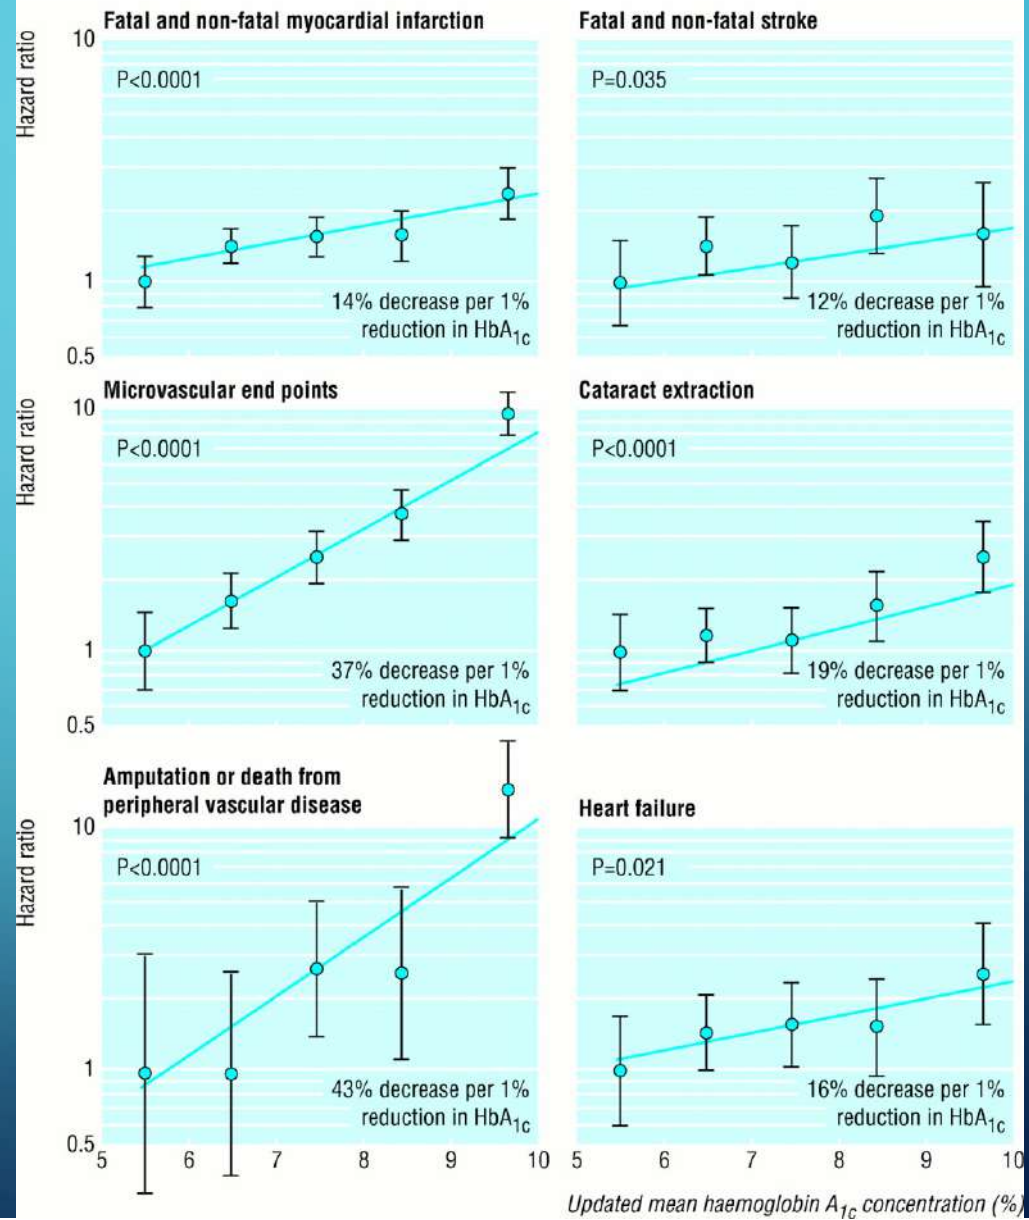 Fatal and non-fatal myocardial infarction
Hazard ratio
10
P<0.0001
1
14% decrease per 1%
reduction in HbA1c
0.5
Fatal and non-fatal stroke
P=0.035
12% decrease per 1%
reduction in HbA1c
Microvascular end points
Hazard ratio
10
P<0.0001
1
37% decrease per 1%
reduction in HbA1c
0.5
Cataract extraction
P<0.0001
19% decrease per 1%
reduction in HbA1c
Amputation or death from
peripheral vascular disease
Hazard ratio
10
P<0.0001
1
43% decrease per 1%
reduction in HbA1c
0.5
5 6 7 8 9 10
Heart failure
P=0.021
16% decrease per 1%
reduction in HbA1c
5 6 7 8 9 10
Updated mean haemoglobin A1c concentration (%)